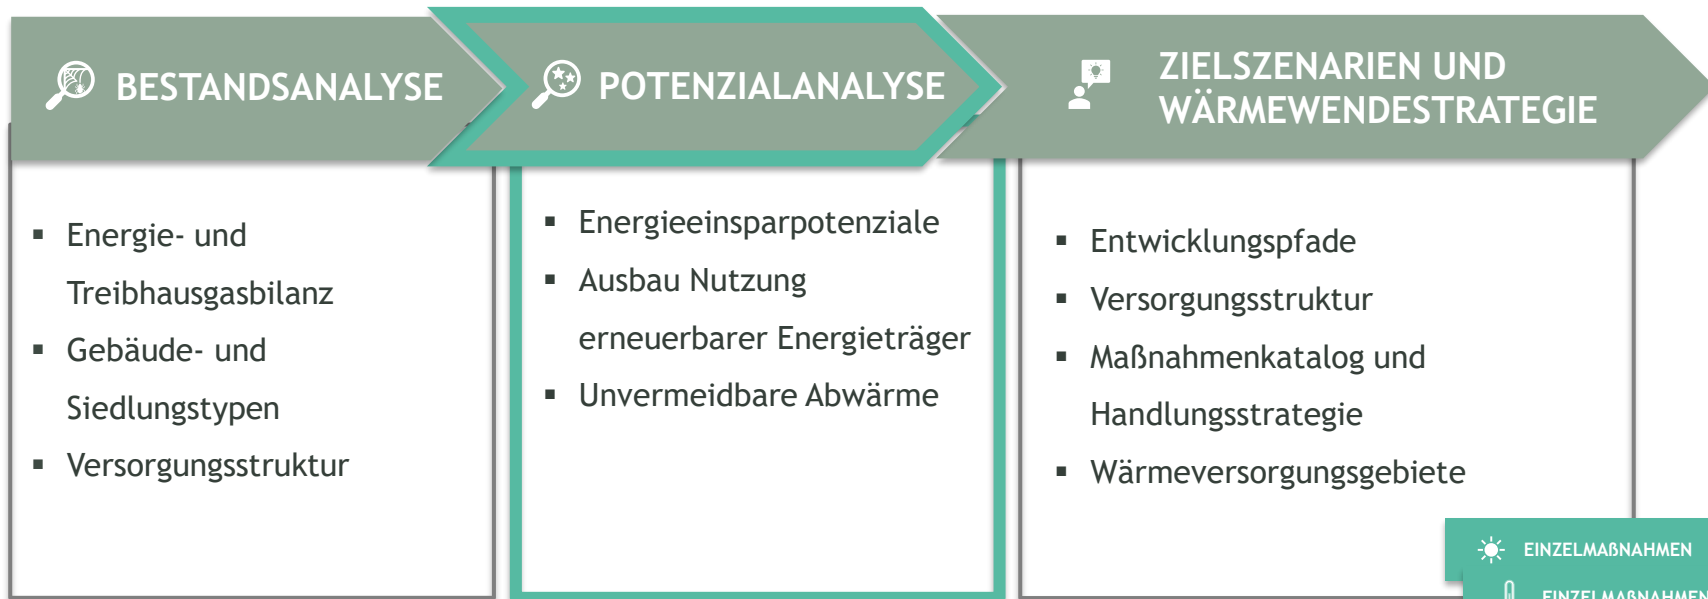 BESTANDSANALYSE
▪ Energie- und
Treibhausgasbilanz
▪ Gebäude- und
Siedlungstypen
▪ Versorgungsstruktur
POTENZIALANALYSE
▪ Energieeinsparpotenziale
▪ Ausbau Nutzung
erneuerbarer Energieträger
▪ Unvermeidbare Abwärme
ZIELSZENARIEN UND
WÄRMEWENDESTRATEGIE
▪ Entwicklungspfade
▪ Versorgungsstruktur
▪ Maßnahmenkatalog und
Handlungsstrategie
▪ Wärmeversorgungsgebiete
EINZELMAßNAHMEN
EINZELMAßNAHMEN